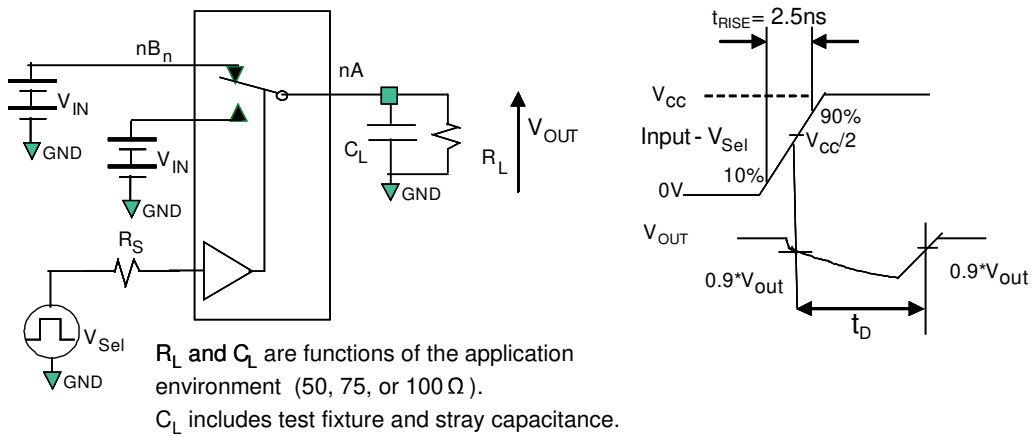 nBn
nA
VIN
GND
VIN
GND
CL
RL
GND
VOUT
RS
VSel
GND
RL and CL are functions of the application
environment (50, 75, or 100 Ω ).
CL includes test fixture and stray capacitance.
tRISE= 2.5ns
VCC
90%
Input - VSel
VCC/2
10%
0V
VOUT
0.9*Vout
0.9*Vout
tD